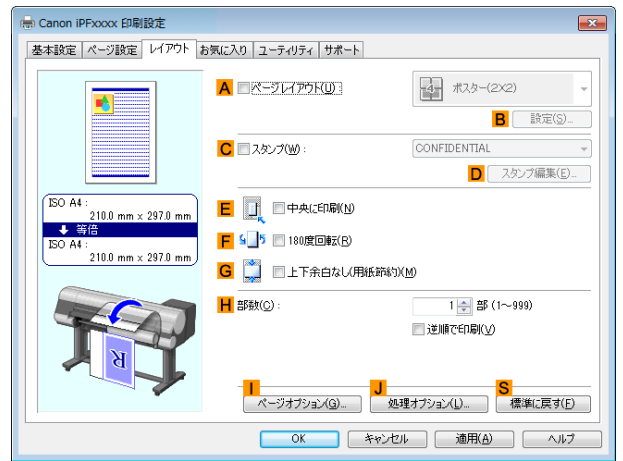 Canon iPFxxxx 印刷設定
基本設定 ページ設定 レイアウト お気に入り ユーティリティ サポート
A ページレイアウト(U) : 4 ポスター(2×2)
B 設定(S)...
C スタンプ(W) : CONFIDENTIAL
D スタンプ編集(E)...
ISO A4 :
210.0 mm x 297.0 mm
等倍
ISO A4 :
210.0 mm x 297.0 mm
E 中央に印刷(N)
F 180度回転(R)
G 上下余白なし(用紙節約)(M)
H 部数(C) : 1 部 (1～999)
逆順で印刷(V)
R
I J S
ページオプション(G)... 処理オプション(L)... 標準に戻す(F)
OK キャンセル 適用(A) ヘルプ